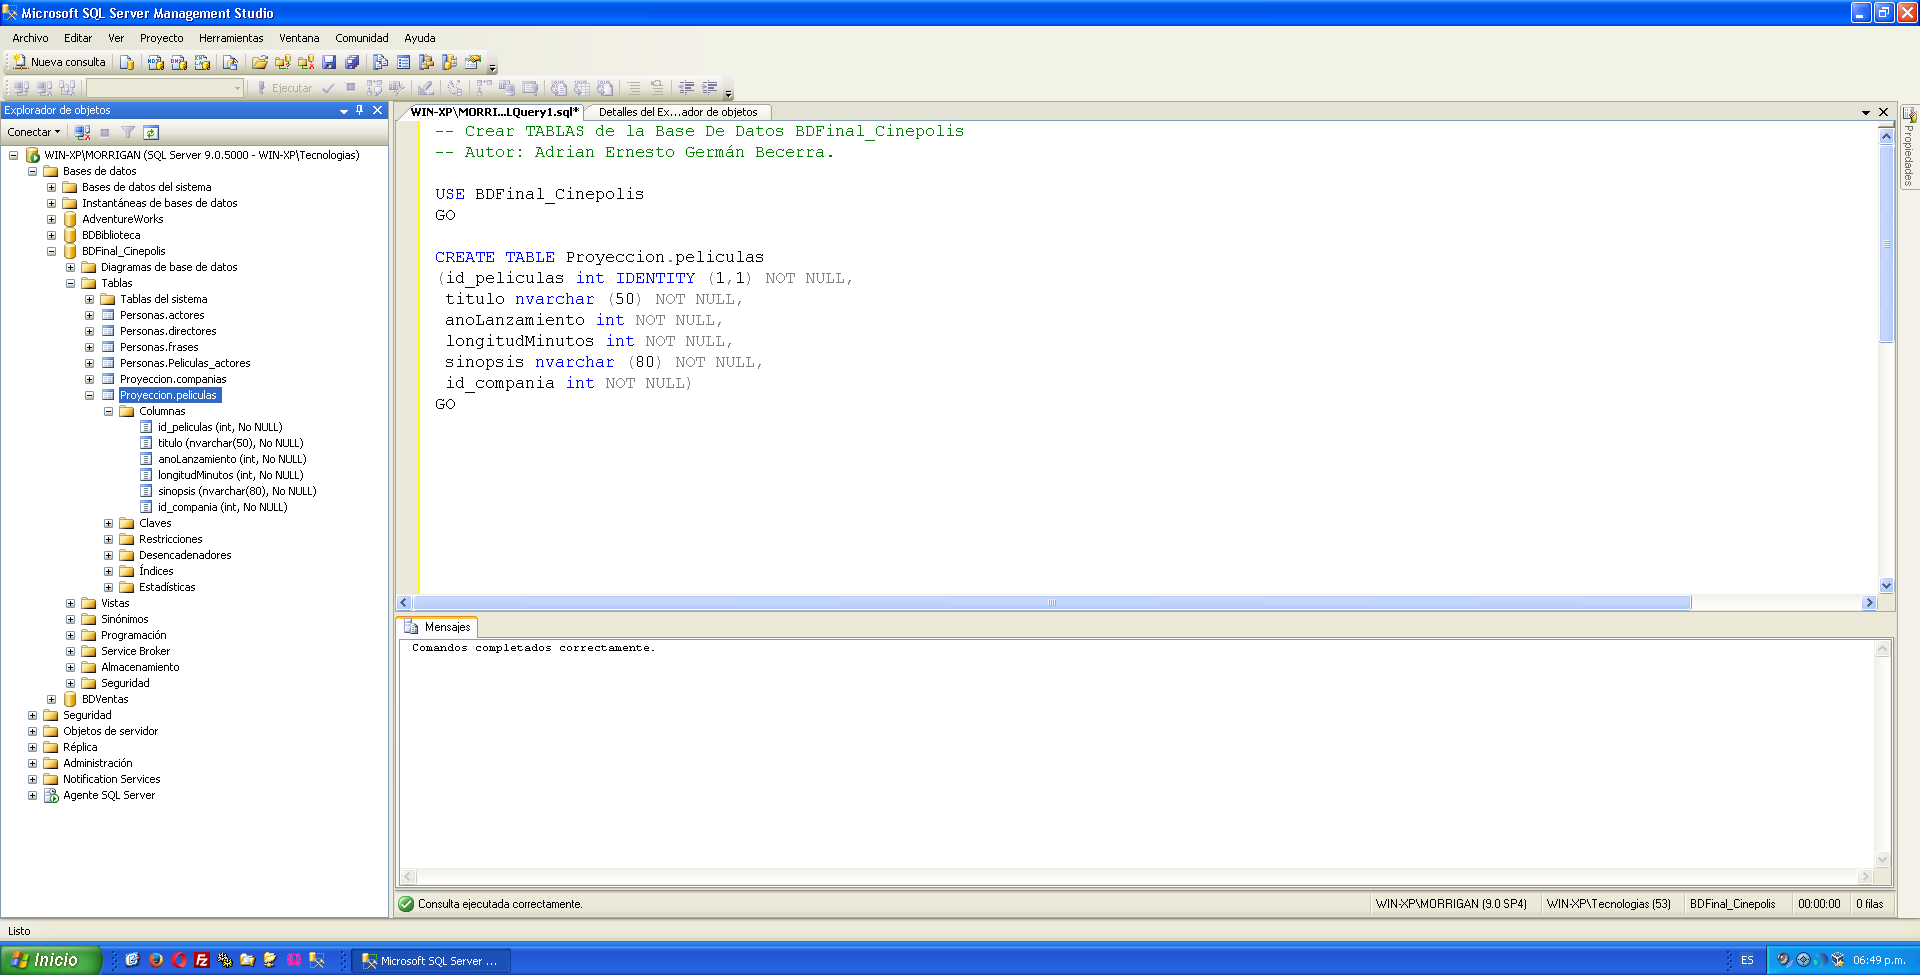 Microsoft SQL Server Management Studio
Archivo Editar Ver Proyecto Herramientas Ventana Comunidad Ayuda
Nueva consulta
Ejecutar
Explorador de objetos
Conectar
WIN-XP\MORRIGAN (SQL Server 9.0.5000 - WIN-XP\Tecnologias)
Bases de datos
Bases de datos del sistema
Instantáneas de bases de datos
AdventureWorks
BDBiblioteca
BDFinal_Cinepolis
Diagramas de base de datos
Tablas
Tablas del sistema
Personas.actores
Personas.directores
Personas.frases
Personas.Peliculas_actores
Proyeccion.companias
Proyeccion.peliculas
Columnas
id_peliculas (int, No NULL)
titulo (nvarchar(50), No NULL)
anoLanzamiento (int, No NULL)
longitudMinutos (int, No NULL)
sinopsis (nvarchar(80), No NULL)
id_compania (int, No NULL)
Claves
Restricciones
Desencadenadores
Índices
Estadísticas
Vistas
Sinónimos
Programación
Service Broker
Almacenamiento
Seguridad
BDVentas
Seguridad
Objetos de servidor
Réplica
Administración
Notification Services
Agente SQL Server
WIN-XP\MORRI...LQuery1.sql* Detalles del Ex...ador de objetos
-- Crear TABLAS de la Base De Datos BDFinal_Cinepolis
-- Autor: Adrian Ernesto Germán Becerra.
USE BDFinal_Cinepolis
GO
CREATE TABLE Proyeccion.peliculas
(id_peliculas int IDENTITY (1,1) NOT NULL,
titulo nvarchar (50) NOT NULL,
anoLanzamiento int NOT NULL,
longitudMinutos int NOT NULL,
sinopsis nvarchar (80) NOT NULL,
id_compania int NOT NULL)
GO
Propiedades
Mensajes
Comandos completados correctamente.
Consulta ejecutada correctamente. WIN-XP\MORRIGAN (9.0 SP4) WIN-XP\Tecnologias (53) BDFinal_Cinepolis 00:00:00 0 filas
Listo
Inicio Microsoft SQL Server ... ES 06:49 p.m.